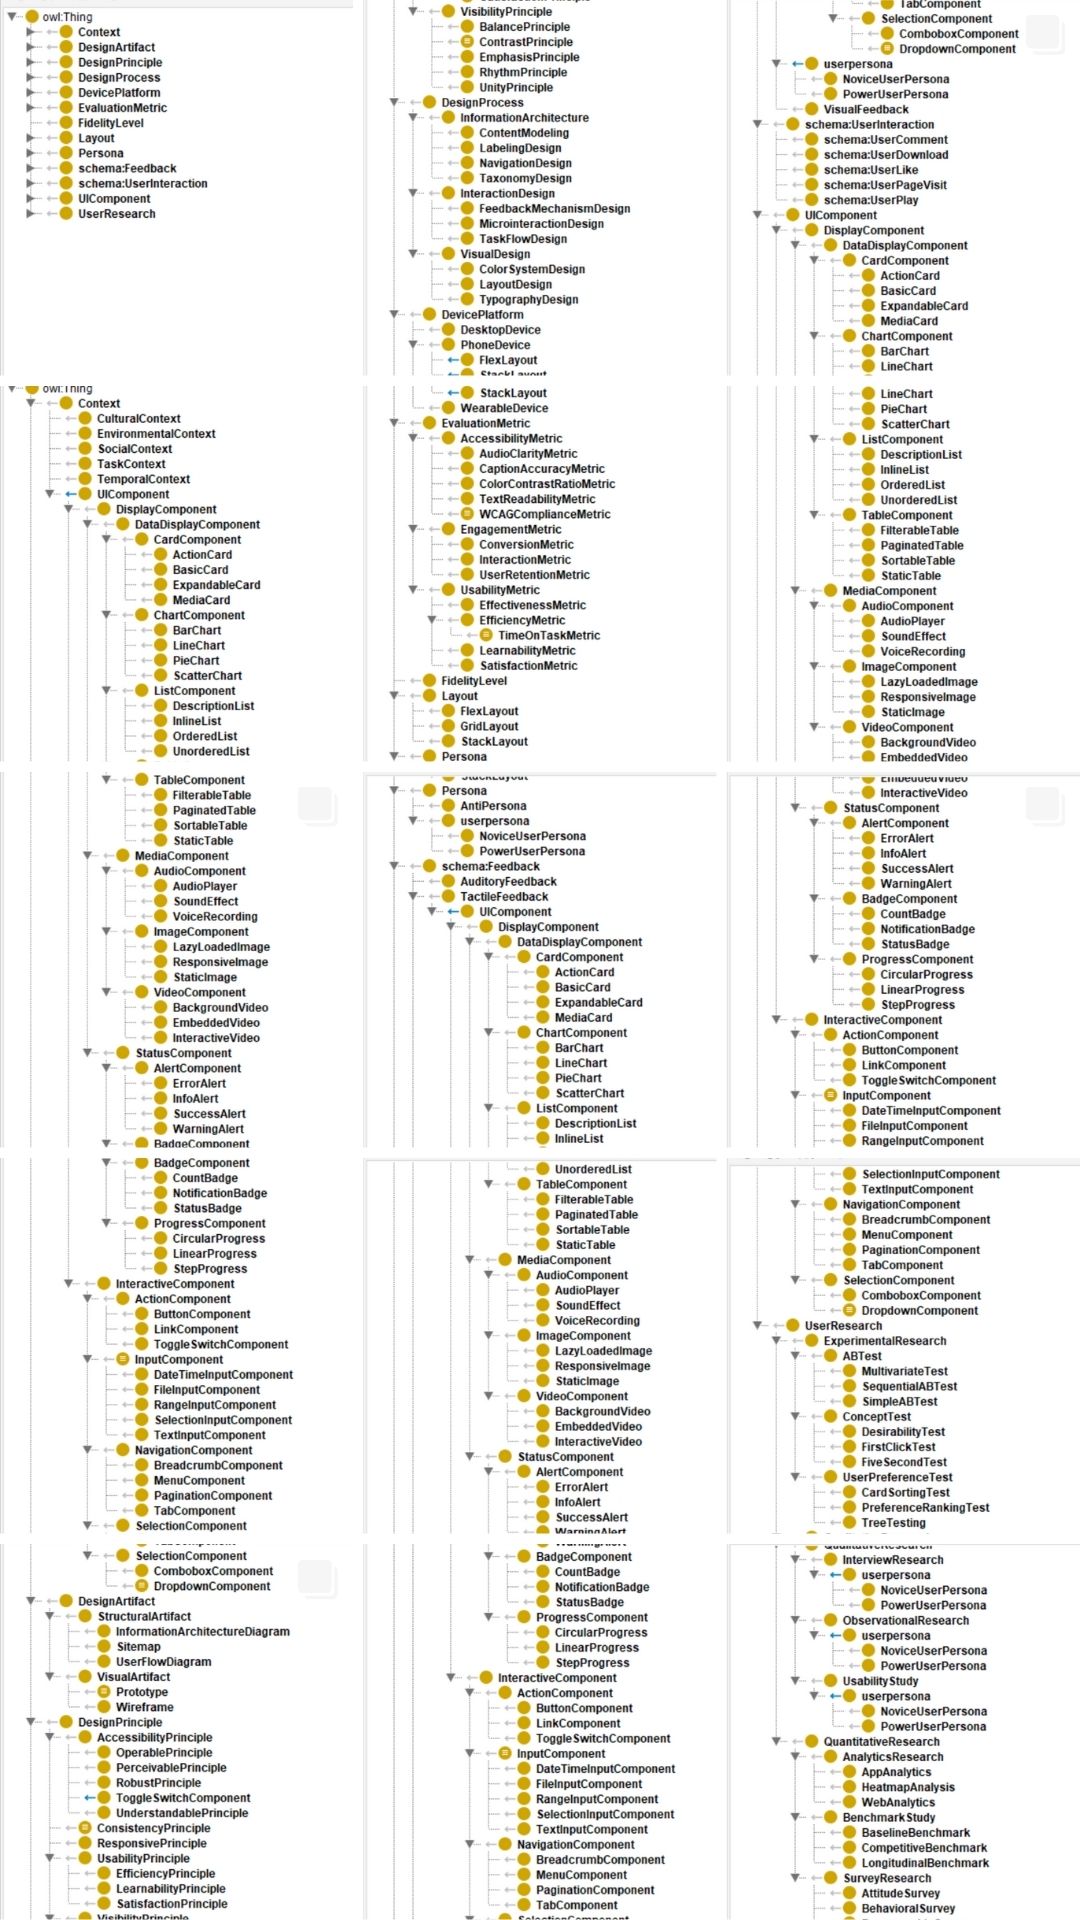 owl:Thing
Context
DesignArtifact
DesignPrinciple
DesignProcess
DevicePlatform
EvaluationMetric
FidelityLevel
Layout
Persona
schema:Feedback
schema:UserInteraction
UIComponent
UserResearch
owl:Thing
Context
CulturalContext
EnvironmentalContext
SocialContext
TaskContext
TemporalContext
UIComponent
DisplayComponent
DataDisplayComponent
CardComponent
ActionCard
BasicCard
ExpandableCard
MediaCard
ChartComponent
BarChart
LineChart
PieChart
ScatterChart
ListComponent
DescriptionList
InlineList
OrderedList
UnorderedList
TableComponent
FilterableTable
PaginatedTable
SortableTable
StaticTable
MediaComponent
AudioComponent
AudioPlayer
SoundEffect
VoiceRecording
ImageComponent
LazyLoadedImage
ResponsiveImage
StaticImage
VideoComponent
BackgroundVideo
EmbeddedVideo
InteractiveVideo
StatusComponent
AlertComponent
ErrorAlert
InfoAlert
SuccessAlert
WarningAlert
BadgeComponent
BadgeComponent
CountBadge
NotificationBadge
StatusBadge
ProgressComponent
CircularProgress
LinearProgress
StepProgress
InteractiveComponent
ActionComponent
ButtonComponent
LinkComponent
ToggleSwitchComponent
InputComponent
DateTimeInputComponent
FileInputComponent
RangeInputComponent
SelectionInputComponent
TextInputComponent
NavigationComponent
BreadcrumbComponent
MenuComponent
PaginationComponent
TabComponent
SelectionComponent
SelectionComponent
ComboboxComponent
DropdownComponent
DesignArtifact
StructuralArtifact
InformationArchitectureDiagram
Sitemap
UserFlowDiagram
VisualArtifact
Prototype
Wireframe
DesignPrinciple
AccessibilityPrinciple
OperablePrinciple
PerceivablePrinciple
RobustPrinciple
ToggleSwitchComponent
UnderstandablePrinciple
ConsistencyPrinciple
ResponsivePrinciple
UsabilityPrinciple
EfficiencyPrinciple
LearnabilityPrinciple
SatisfactionPrinciple
VisibilityPrinciple
VisibilityPrinciple
BalancePrinciple
ContrastPrinciple
EmphasisPrinciple
RhythmPrinciple
UnityPrinciple
DesignProcess
InformationArchitecture
ContentModeling
LabelingDesign
NavigationDesign
TaxonomyDesign
InteractionDesign
FeedbackMechanismDesign
MicrointeractionDesign
TaskFlowDesign
VisualDesign
ColorSystemDesign
LayoutDesign
TypographyDesign
DevicePlatform
DesktopDevice
PhoneDevice
FlexLayout
StackLayout
StackLayout
WearableDevice
EvaluationMetric
AccessibilityMetric
AudioClarityMetric
CaptionAccuracyMetric
ColorContrastRatioMetric
TextReadabilityMetric
WCAGComplianceMetric
EngagementMetric
ConversionMetric
InteractionMetric
UserRetentionMetric
UsabilityMetric
EffectivenessMetric
EfficiencyMetric
TimeOnTaskMetric
LearnabilityMetric
SatisfactionMetric
FidelityLevel
Layout
FlexLayout
GridLayout
StackLayout
Persona
StackLayout
Persona
AntiPersona
userpersona
NoviceUserPersona
PowerUserPersona
schema:Feedback
AuditoryFeedback
TactileFeedback
UIComponent
DisplayComponent
DataDisplayComponent
CardComponent
ActionCard
BasicCard
ExpandableCard
MediaCard
ChartComponent
BarChart
LineChart
PieChart
ScatterChart
ListComponent
DescriptionList
InlineList
UnorderedList
TableComponent
FilterableTable
PaginatedTable
SortableTable
StaticTable
MediaComponent
AudioComponent
AudioPlayer
SoundEffect
VoiceRecording
ImageComponent
LazyLoadedImage
ResponsiveImage
StaticImage
VideoComponent
BackgroundVideo
EmbeddedVideo
InteractiveVideo
StatusComponent
AlertComponent
ErrorAlert
InfoAlert
SuccessAlert
WarningAlert
BadgeComponent
CountBadge
NotificationBadge
StatusBadge
ProgressComponent
CircularProgress
LinearProgress
StepProgress
InteractiveComponent
ActionComponent
ButtonComponent
LinkComponent
ToggleSwitchComponent
InputComponent
DateTimeInputComponent
FileInputComponent
RangeInputComponent
SelectionInputComponent
TextInputComponent
NavigationComponent
BreadcrumbComponent
MenuComponent
PaginationComponent
TabComponent
SelectionComponent
TabComponent
SelectionComponent
ComboboxComponent
DropdownComponent
userpersona
NoviceUserPersona
PowerUserPersona
VisualFeedback
schema:UserInteraction
schema:UserComment
schema:UserDownload
schema:UserLike
schema:UserPageVisit
schema:UserPlay
UIComponent
DisplayComponent
DataDisplayComponent
CardComponent
ActionCard
BasicCard
ExpandableCard
MediaCard
ChartComponent
BarChart
LineChart
LineChart
PieChart
ScatterChart
ListComponent
DescriptionList
InlineList
OrderedList
UnorderedList
TableComponent
FilterableTable
PaginatedTable
SortableTable
StaticTable
MediaComponent
AudioComponent
AudioPlayer
SoundEffect
VoiceRecording
ImageComponent
LazyLoadedImage
ResponsiveImage
StaticImage
VideoComponent
BackgroundVideo
EmbeddedVideo
EmbeddedVideo
InteractiveVideo
StatusComponent
AlertComponent
ErrorAlert
InfoAlert
SuccessAlert
WarningAlert
BadgeComponent
CountBadge
NotificationBadge
StatusBadge
ProgressComponent
CircularProgress
LinearProgress
StepProgress
InteractiveComponent
ActionComponent
ButtonComponent
LinkComponent
ToggleSwitchComponent
InputComponent
DateTimeInputComponent
FileInputComponent
RangeInputComponent
SelectionInputComponent
TextInputComponent
NavigationComponent
BreadcrumbComponent
MenuComponent
PaginationComponent
TabComponent
SelectionComponent
ComboboxComponent
DropdownComponent
UserResearch
ExperimentalResearch
ABTest
MultivariateTest
SequentialABTest
SimpleABTest
ConceptTest
DesirabilityTest
FirstClickTest
FiveSecondTest
UserPreferenceTest
CardSortingTest
PreferenceRankingTest
TreeTesting
QualitativeResearch
InterviewResearch
userpersona
NoviceUserPersona
PowerUserPersona
ObservationalResearch
userpersona
NoviceUserPersona
PowerUserPersona
UsabilityStudy
userpersona
NoviceUserPersona
PowerUserPersona
QuantitativeResearch
AnalyticsResearch
AppAnalytics
HeatmapAnalysis
WebAnalytics
BenchmarkStudy
BaselineBenchmark
CompetitiveBenchmark
LongitudinalBenchmark
SurveyResearch
AttitudeSurvey
BehavioralSurvey